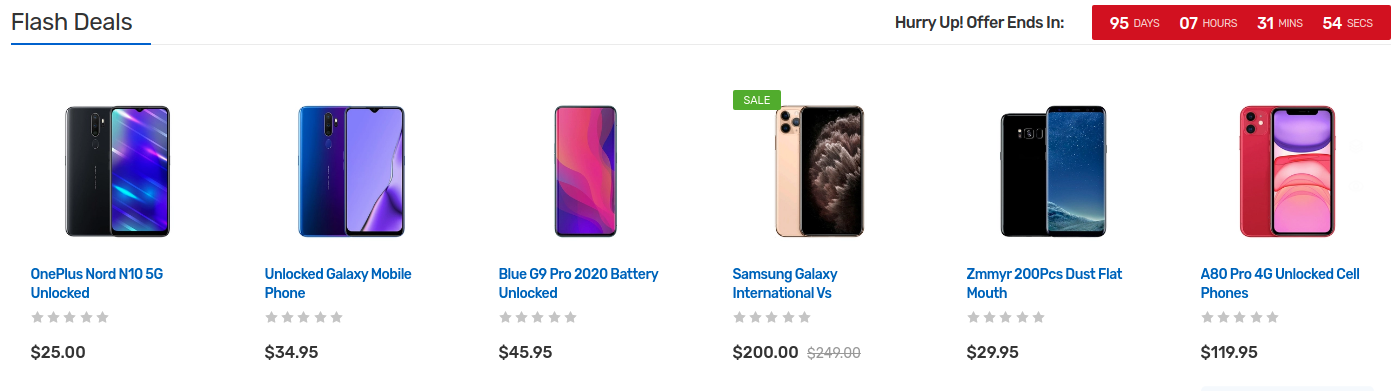 Flash Deals
Hurry Up! Offer Ends In:
95 DAYS 07 HOURS 31 MINS 54 SECS
SALE
OnePlus Nord N10 5G
Unlocked
$25.00
Unlocked Galaxy Mobile
Phone
$34.95
Blue G9 Pro 2020 Battery
Unlocked
$45.95
Samsung Galaxy
International Vs
$200.00 $249.00
Zmmyr 200Pcs Dust Flat
Mouth
$29.95
A80 Pro 4G Unlocked Cell
Phones
$119.95